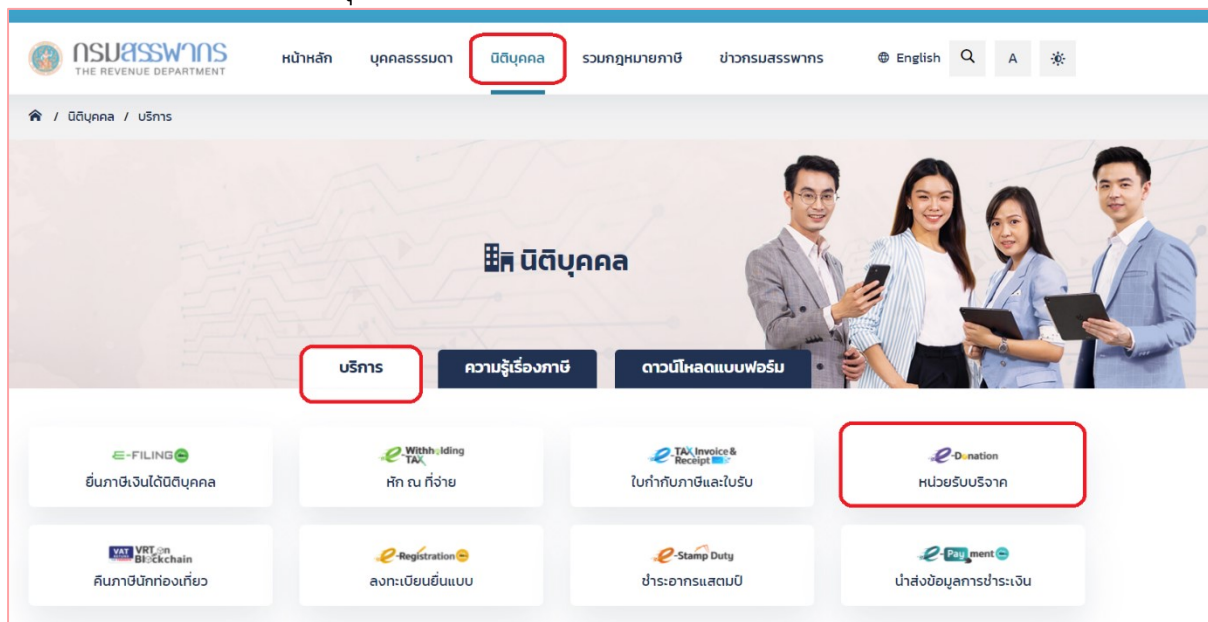 กรมสรรพากร
THE REVENUE DEPARTMENT
หน้าหลัก บุคคลธรรมดา นิติบุคคล รวมกฎหมายภาษี ข่าวกรมสรรพากร English A
/ นิติบุคคล / บริการ
นิติบุคคล
บริการ ความรู้เรื่องภาษี ดาวน์โหลดแบบฟอร์ม
E-FILING
ยื่นภาษีเงินได้นิติบุคคล
e-Withholding TAX
หัก ณ ที่จ่าย
e-TAX Invoice & Receipt
ใบกำกับภาษีและใบรับ
e-Donation
หน่วยรับบริจาค
VAT VRT on Blockchain
คืนภาษีนักท่องเที่ยว
e-Registration
ลงทะเบียนยื่นแบบ
e-Stamp Duty
ชำระอากรแสตมป์
e-Payment
นำส่งข้อมูลการชำระเงิน